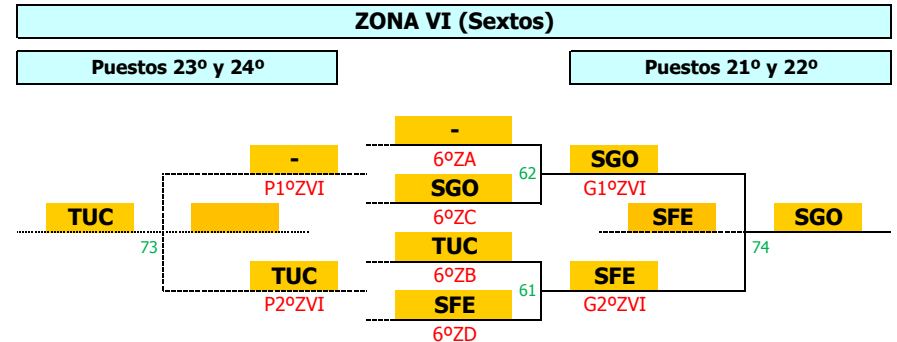 ZONA VI (Sextos)
Puestos 23º y 24º
Puestos 21º y 22º
-
-
6ºZA
62
SGO
P1ºZVI
SGO
G1ºZVI
TUC
6ºZC
SFE
SGO
73
TUC
74
TUC
6ºZB
61
SFE
P2ºZVI
SFE
G2ºZVI
6ºZD